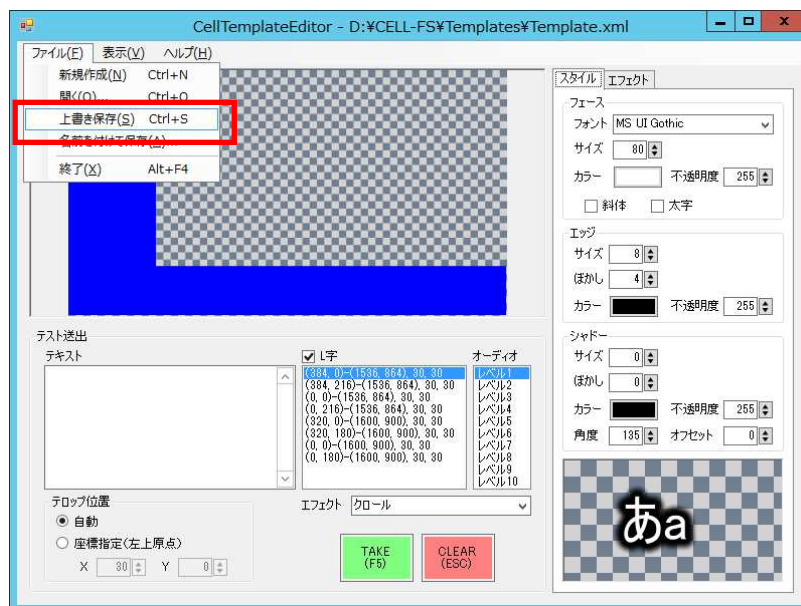 CellTemplateEditor - D:¥CELL-FS¥Templates¥Template.xml
ファイル(F) 表示(V) ヘルプ(H)
新規作成(N) Ctrl+N
開く(O)... Ctrl+O
上書き保存(S) Ctrl+S
名前を付けて保存(A)...
終了(X) Alt+F4
スタイル エフェクト
フェース
フォント MS UI Gothic
サイズ 80
カラー 不透明度 255
斜体 太字
エッジ
サイズ 8
ぼかし 4
カラー 不透明度 255
シャドー
サイズ 0
ぼかし 0
カラー 不透明度 255
角度 135 オフセット 0
あa
テスト送出
テキスト
L字
(384, 0)-(1536, 864), 30, 30
(384, 216)-(1536, 864), 30, 30
(0, 0)-(1536, 864), 30, 30
(0, 216)-(1536, 864), 30, 30
(320, 0)-(1600, 900), 30, 30
(320, 180)-(1600, 900), 30, 30
(0, 0)-(1600, 900), 30, 30
(0, 180)-(1600, 900), 30, 30
オーディオ
レベル1
レベル2
レベル3
レベル4
レベル5
レベル6
レベル7
レベル8
レベル9
レベル10
テロップ位置
自動
座標指定(左上原点)
X 30 Y 0
エフェクト クロール
TAKE
(F5)
CLEAR
(ESC)